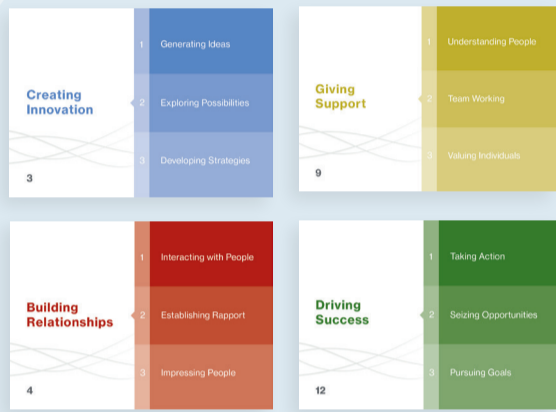 Creating
Innovation
3
1 Generating Ideas
2 Exploring Possibilities
3 Developing Strategies
Giving
Support
9
1 Understanding People
2 Team Working
3 Valuing Individuals
Building
Relationships
4
1 Interacting with People
2 Establishing Rapport
3 Impressing People
Driving
Success
12
1 Taking Action
2 Seizing Opportunities
3 Pursuing Goals